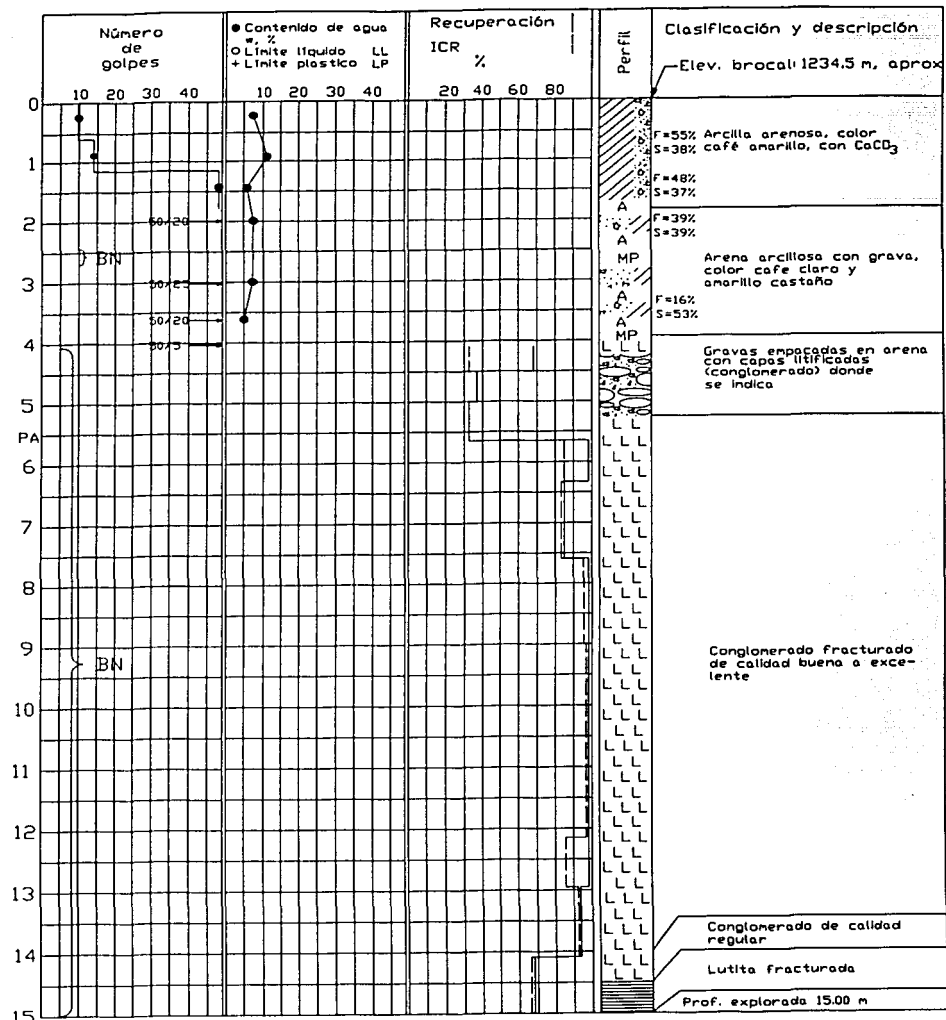 Número
de
golpes
● Contenido de agua
w, %
○ Límite líquido LL
+ Límite plastico LP
Recuperación
ICR
%
Perfil
Clasificación y descripción
Elev. brocal: 1234.5 m, aprox
10 20 30 40
10 20 30 40
20 40 60 80
0
1
2
3
4
5
PA
6
7
8
9
10
11
12
13
14
15
50/20
BN
50/20
50/5
BN
A
A
MP
A
A
MP
F=55%
S=38%
Arcilla arenosa, color
café amarillo, con CaCO3
F=48%
S=37%
F=39%
S=39%
Arena arcillosa con grava,
color cafe claro y
amarillo castaño
F=16%
S=53%
Gravas empacadas en arena
con capas litificadas
(conglomerado) donde
se indica
Conglomerado fracturado
de calidad buena a exce-
lente
Conglomerado de calidad
regular
Lutita fracturada
Prof. explorada 15.00 m